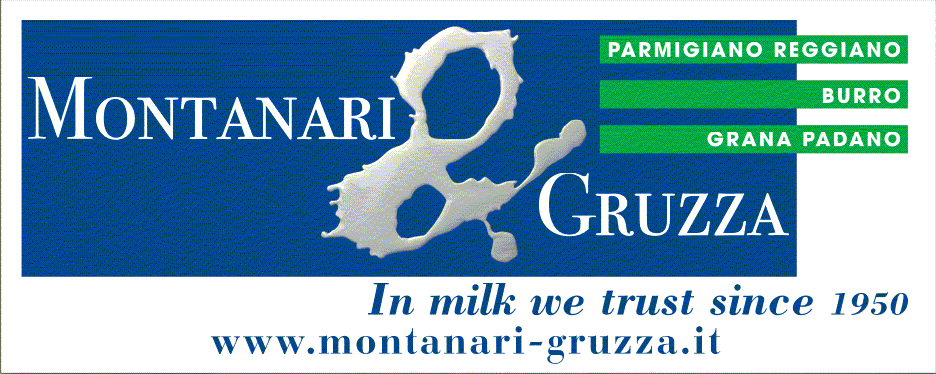 PARMIGIANO REGGIANO
BURRO
GRANA PADANO
MONTANARI
&
GRUZZA
In milk we trust since 1950
www.montanari-gruzza.it